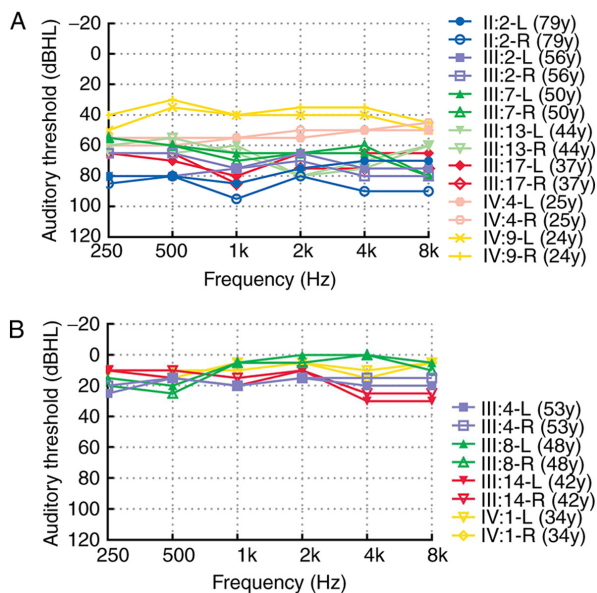 A
Auditory threshold (dBHL)
−20
0
20
40
60
80
100
120
250 500 1k 2k 4k 8k
Frequency (Hz)
II:2-L (79y)
II:2-R (79y)
III:2-L (56y)
III:2-R (56y)
III:7-L (50y)
III:7-R (50y)
III:13-L (44y)
III:13-R (44y)
III:17-L (37y)
III:17-R (37y)
IV:4-L (25y)
IV:4-R (25y)
IV:9-L (24y)
IV:9-R (24y)
B
Auditory threshold (dBHL)
−20
0
20
40
60
80
100
120
250 500 1k 2k 4k 8k
Frequency (Hz)
III:4-L (53y)
III:4-R (53y)
III:8-L (48y)
III:8-R (48y)
III:14-L (42y)
III:14-R (42y)
IV:1-L (34y)
IV:1-R (34y)